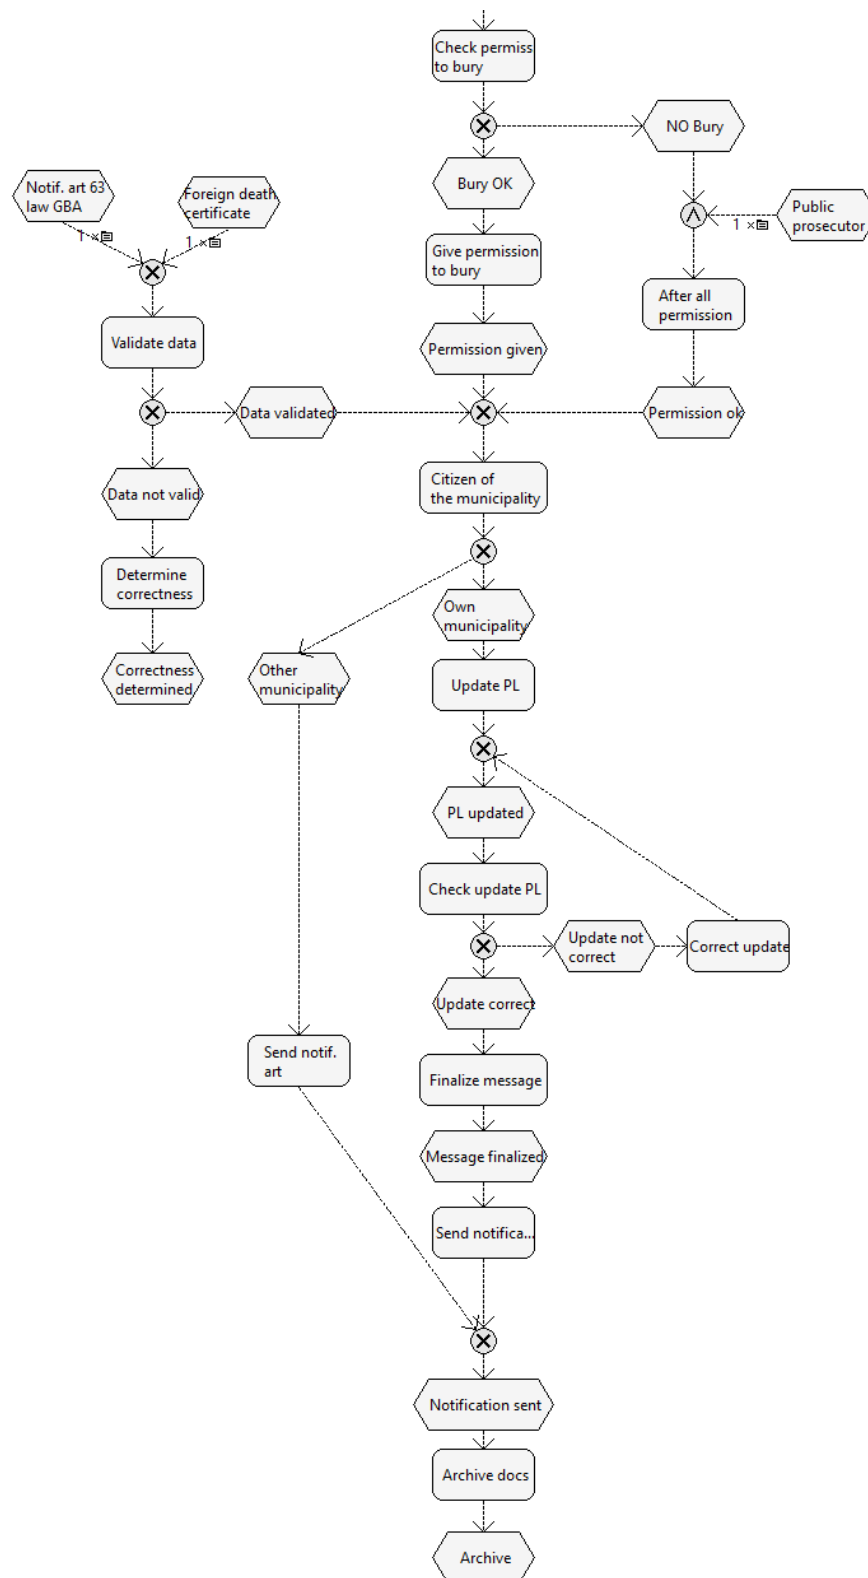 Check permiss
to bury
NO Bury
Notif. art 63
law GBA
Foreign death
certificate
Bury OK
Public
prosecutor
1 ×
1 ×
1 ×
Give permission
to bury
After all
permission
Validate data
Permission given
Data validated
Permission ok
Data not valid
Citizen of
the municipality
Determine
correctness
Own
municipality
Correctness
determined
Other
municipality
Update PL
PL updated
Check update PL
Update not
correct
Correct update
Update correct
Send notif.
art
Finalize message
Message finalized
Send notifica...
Notification sent
Archive docs
Archive